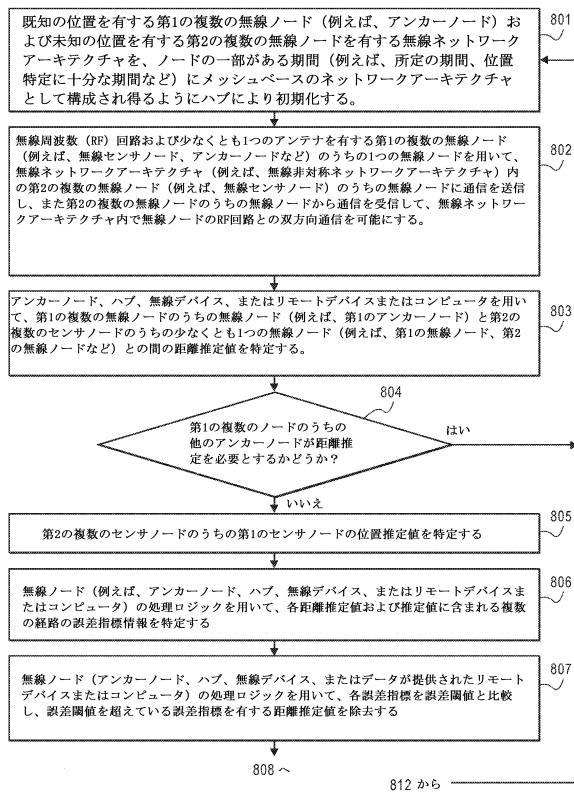 既知の位置を有する第1の複数の無線ノード（例えば、アンカーノード）お
よび未知の位置を有する第2の複数の無線ノードを有する無線ネットワーク
アーキテクチャを、ノードの一部がある期間（例えば、所定の期間、位置
特定に十分な期間など）にメッシュベースのネットワークアーキテクチャ
として構成され得るようにハブにより初期化する。
801
無線周波数（RF）回路および少なくとも1つのアンテナを有する第1の複数の無線ノード
（例えば、無線センサノード、アンカーノードなど）のうちの1つの無線ノードを用いて、
無線ネットワークアーキテクチャ（例えば、無線非対称ネットワークアーキテクチャ）内
の第2の複数の無線ノード（例えば、無線センサノード）のうちの無線ノードに通信を送信
し、また第2の複数の無線ノードのうちの無線ノードから通信を受信して、無線ネットワー
クアーキテクチャ内で無線ノードのRF回路との双方向通信を可能にする。
802
アンカーノード、ハブ、無線デバイス、またはリモートデバイスまたはコンピュータを用い
て、第1の複数の無線ノードのうちの無線ノード（例えば、第1のアンカーノード）と第2の
複数のセンサノードのうちの少なくとも1つの無線ノード（例えば、第1の無線ノード、第2
の無線ノードなど）との間の距離推定値を特定する。
803
804
第1の複数のノードのうちの
他のアンカーノードが距離推
定を必要とするかどうか？
はい
いいえ
第2の複数のセンサノードのうちの第1のセンサノードの位置推定値を特定する
805
無線ノード（例えば、アンカーノード、ハブ、無線デバイス、またはリモートデバイスま
たはコンピュータ）の処理ロジックを用いて、各距離推定値および推定値に含まれる複数
の経路の誤差指標情報を特定する
806
無線ノード（アンカーノード、ハブ、無線デバイス、またはデータが提供されたリモート
デバイスまたはコンピュータ）の処理ロジックを用いて、各誤差指標を誤差閾値と比較
し、誤差閾値を超えている誤差指標を有する距離推定値を除去する
807
808 へ
812 から